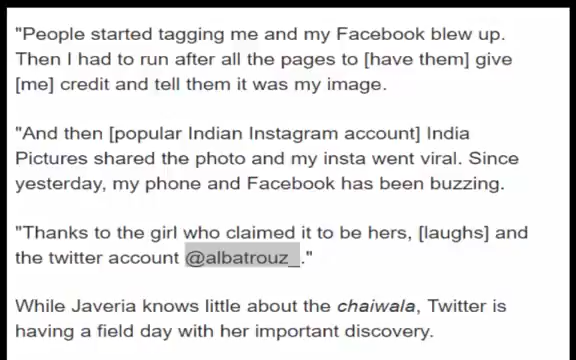 "People started tagging me and my Facebook blew up.
Then I had to run after all the pages to [have them] give
[me] credit and tell them it was my image.
"And then [popular Indian Instagram account] India
Pictures shared the photo and my insta went viral. Since
yesterday, my phone and Facebook has been buzzing.
"Thanks to the girl who claimed it to be hers, [laughs] and
the twitter account @albatrouz_."
While Javeria knows little about the chaiwala, Twitter is
having a field day with her important discovery.